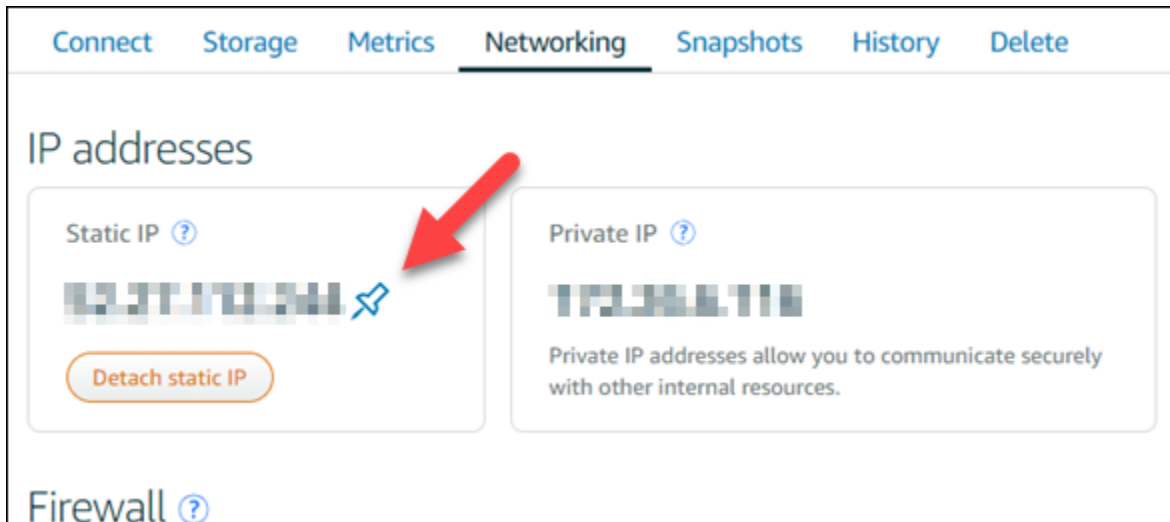 Connect Storage Metrics Networking Snapshots History Delete
IP addresses
Static IP ?
Detach static IP
Private IP ?
Private IP addresses allow you to communicate securely
with other internal resources.
Firewall ?